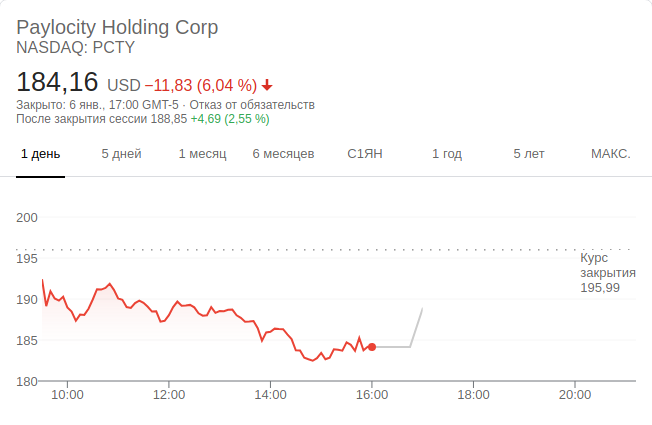 Paylocity Holding Corp
NASDAQ: PCTY
184,16 USD −11,83 (6,04 %)
Закрыто: 6 янв., 17:00 GMT-5 · Отказ от обязательств
После закрытия сессии 188,85 +4,69 (2,55 %)
1 день 5 дней 1 месяц 6 месяцев С1ЯН 1 год 5 лет МАКС.
200
195
190
185
180
Курс
закрытия
195,99
10:00 12:00 14:00 16:00 18:00 20:00